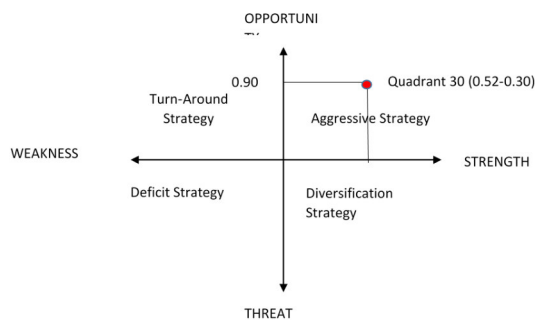 OPPORTUNI
TY
0.90
Quadrant 30 (0.52-0.30)
Turn-Around
Strategy
Aggressive Strategy
WEAKNESS
STRENGTH
Deficit Strategy
Diversification
Strategy
THREAT